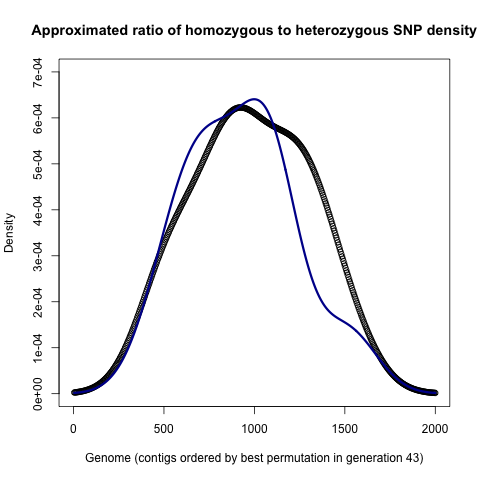 Approximated ratio of homozygous to heterozygous SNP density
7e-04
6e-04
5e-04
4e-04
3e-04
2e-04
1e-04
0e+00
Density
0 500 1000 1500 2000
Genome (contigs ordered by best permutation in generation 43)